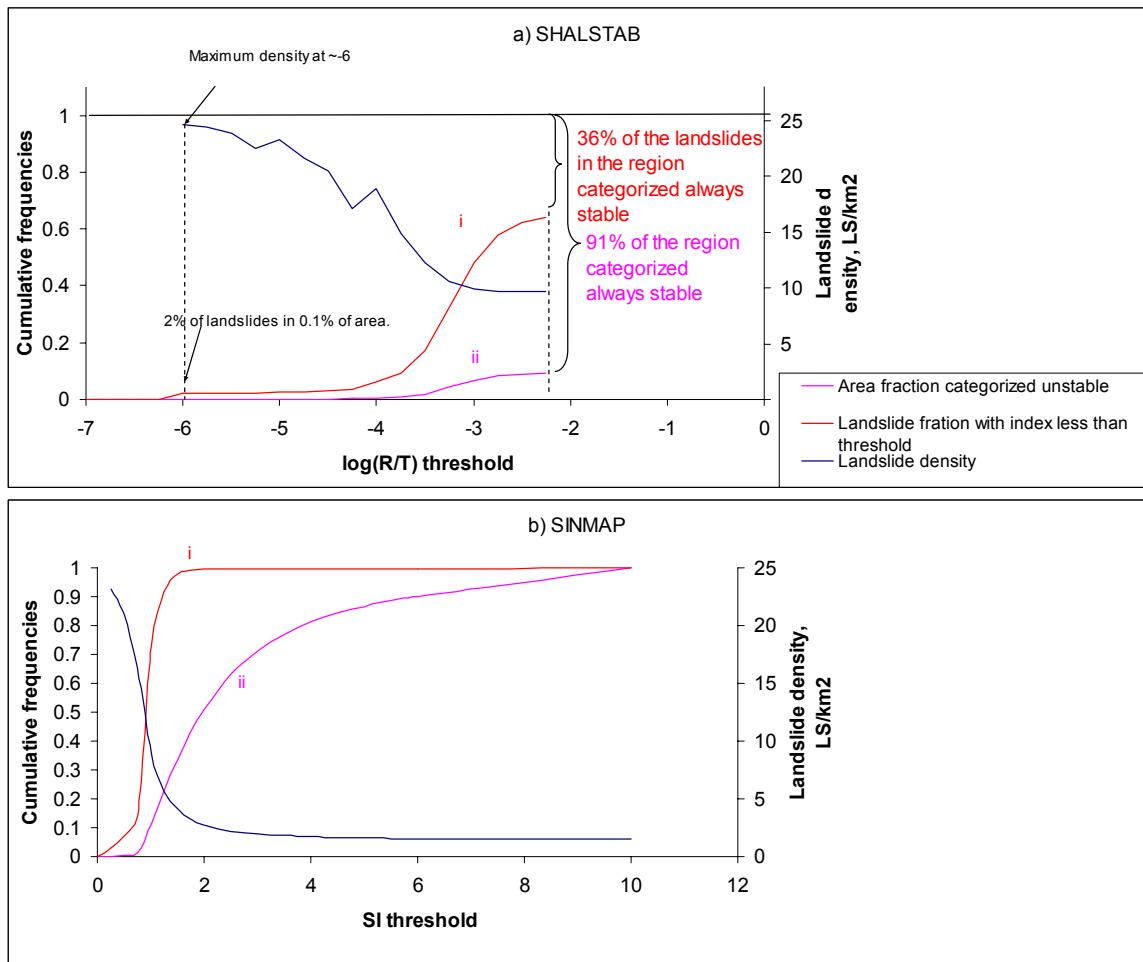 a) SHALSTAB
Maximum density at ~-6
1
0.8
0.6
0.4
0.2
0
Cumulative frequencies
-7
-6
-5
-4
-3
-2
-1
0
log(R/T) threshold
25
20
15
10
5
Landslide d
ensity, LS/km2
36% of the landslides
in the region
categorized always
stable
91% of the region
categorized
always stable
i
ii
2% of landslides in 0.1% of area.
Area fraction categorized unstable
Landslide fration with index less than
threshold
Landslide density
b) SINMAP
i
ii
1
0.9
0.8
0.7
0.6
0.5
0.4
0.3
0.2
0.1
0
Cumulative frequencies
0
2
4
6
8
10
12
SI threshold
25
20
15
10
5
0
Landslide density,
LS/km2